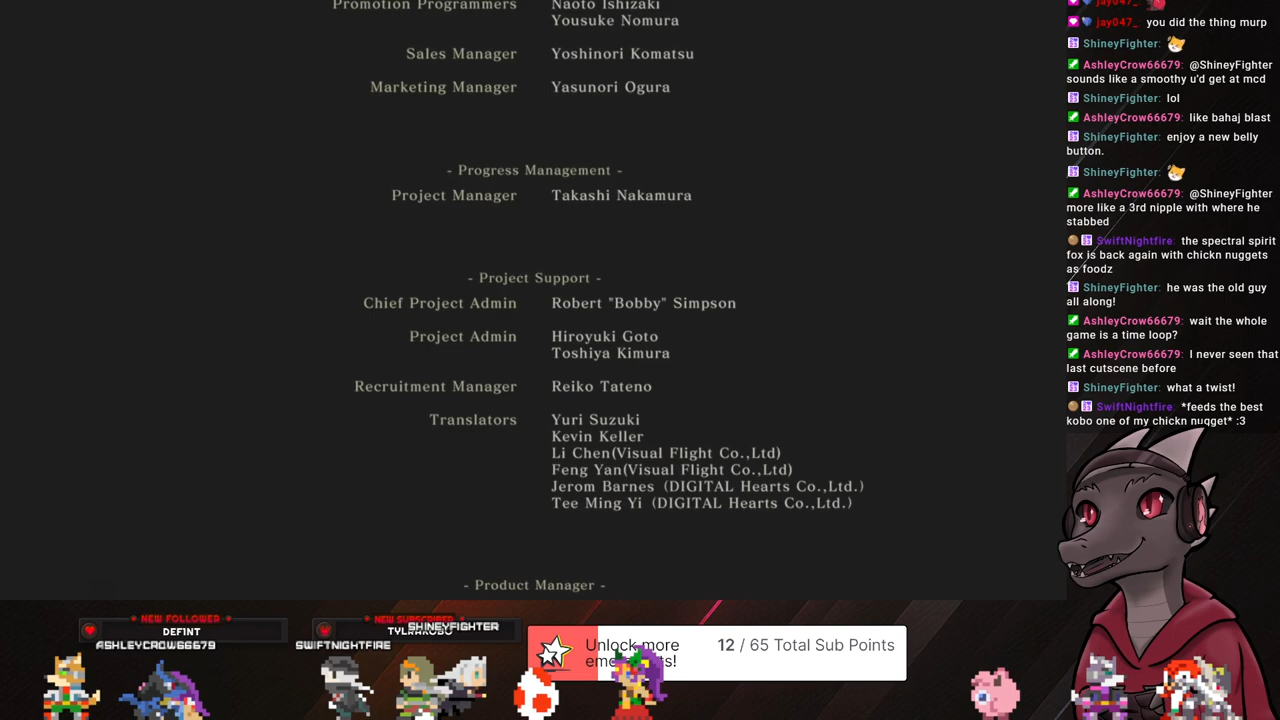 Promotion Programmers Naoto Ishizaki
Yousuke Nomura
Sales Manager Yoshinori Komatsu
Marketing Manager Yasunori Ogura
- Progress Management -
Project Manager Takashi Nakamura
- Project Support -
Chief Project Admin Robert "Bobby" Simpson
Project Admin Hiroyuki Goto
Toshiya Kimura
Recruitment Manager Reiko Tateno
Translators Yuri Suzuki
Kevin Keller
Li Chen(Visual Flight Co.,Ltd)
Feng Yan(Visual Flight Co.,Ltd)
Jerom Barnes (DIGITAL Hearts Co.,Ltd.)
Tee Ming Yi (DIGITAL Hearts Co.,Ltd.)
- Product Manager -
jay047_:
jay047_: you did the thing murp
ShineyFighter:
AshleyCrow66679: @ShineyFighter
sounds like a smoothy u'd get at mcd
ShineyFighter: lol
AshleyCrow66679: like bahaj blast
ShineyFighter: enjoy a new belly
button.
ShineyFighter:
AshleyCrow66679: @ShineyFighter
more like a 3rd nipple with where he
stabbed
SwiftNightfire: the spectral spirit
fox is back again with chickn nuggets
as foodz
ShineyFighter: he was the old guy
all along!
AshleyCrow66679: wait the whole
game is a time loop?
AshleyCrow66679: I never seen that
last cutscene before
ShineyFighter: what a twist!
SwiftNightfire: *feeds the best
kobo one of my chickn nugget* :3
NEW FOLLOWER
DEF1NT
ASHLEYCROW66679
NEW SUBSCRIBER
SHINEYFIGHTER
SWIFTNIGHTFIRE
Unlock more
12 / 65 Total Sub Points